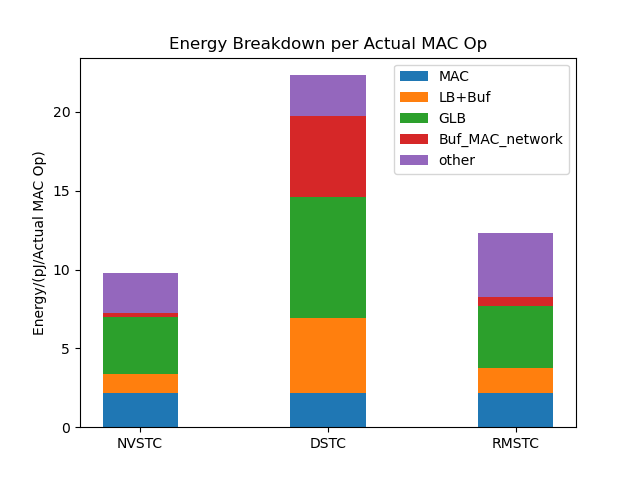 Energy Breakdown per Actual MAC Op
Energy/(pJ/Actual MAC Op)
20
15
10
5
0
MAC
LB+Buf
GLB
Buf_MAC_network
other
NVSTC
DSTC
RMSTC